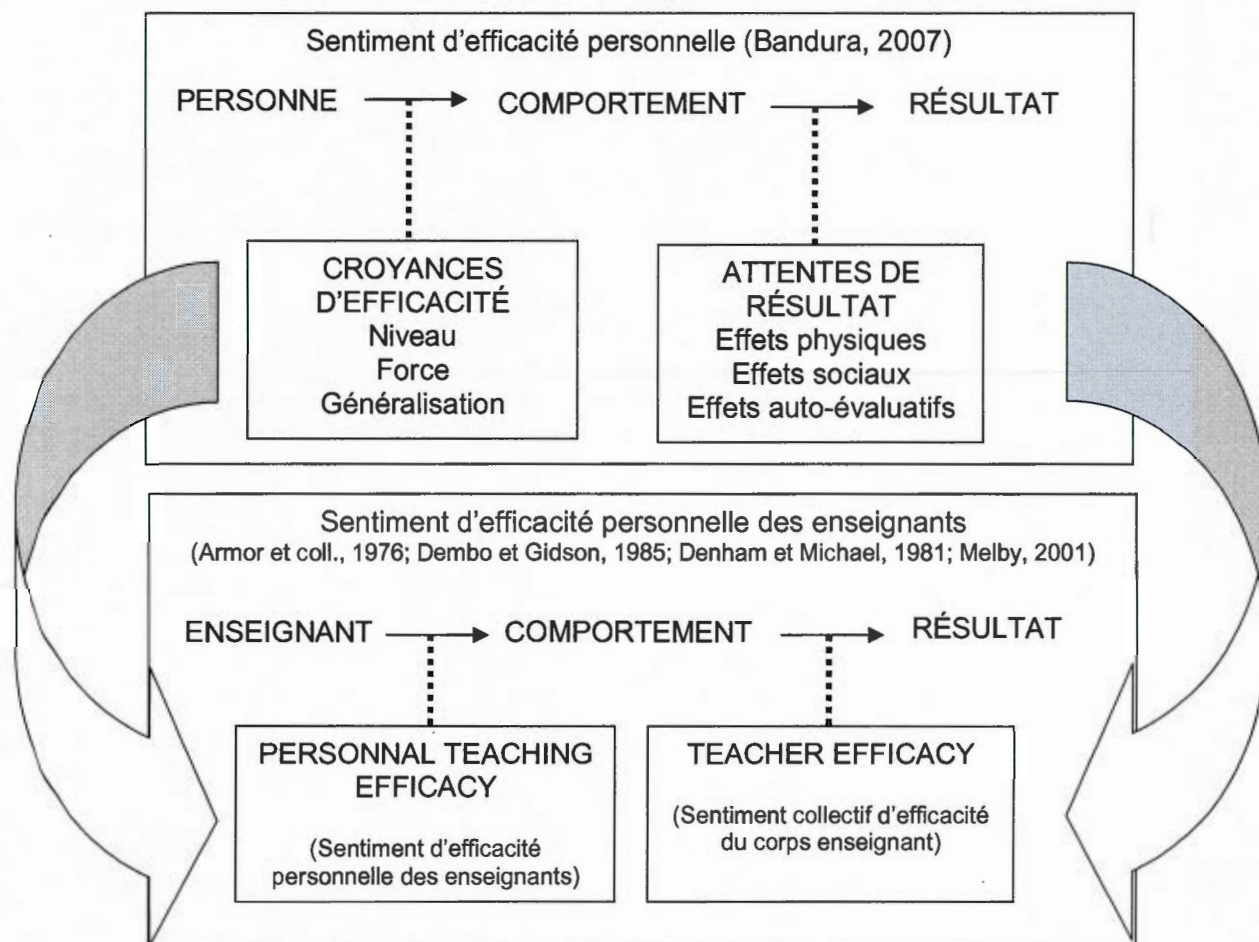 Sentiment d'efficacité personnelle (Bandura, 2007)
PERSONNE COMPORTEMENT RÉSULTAT
CROYANCES
D'EFFICACITÉ
Niveau
Force
Généralisation
ATTENTES DE
RÉSULTAT
Effets physiques
Effets sociaux
Effets auto-évaluatifs
Sentiment d'efficacité personnelle des enseignants
(Armor et coll., 1976; Dembo et Gidson, 1985; Denham et Michael, 1981; Melby, 2001)
ENSEIGNANT COMPORTEMENT RÉSULTAT
PERSONNAL TEACHING
EFFICACY
(Sentiment d'efficacité
personnelle des enseignants)
TEACHER EFFICACY
(Sentiment collectif d'efficacité
du corps enseignant)